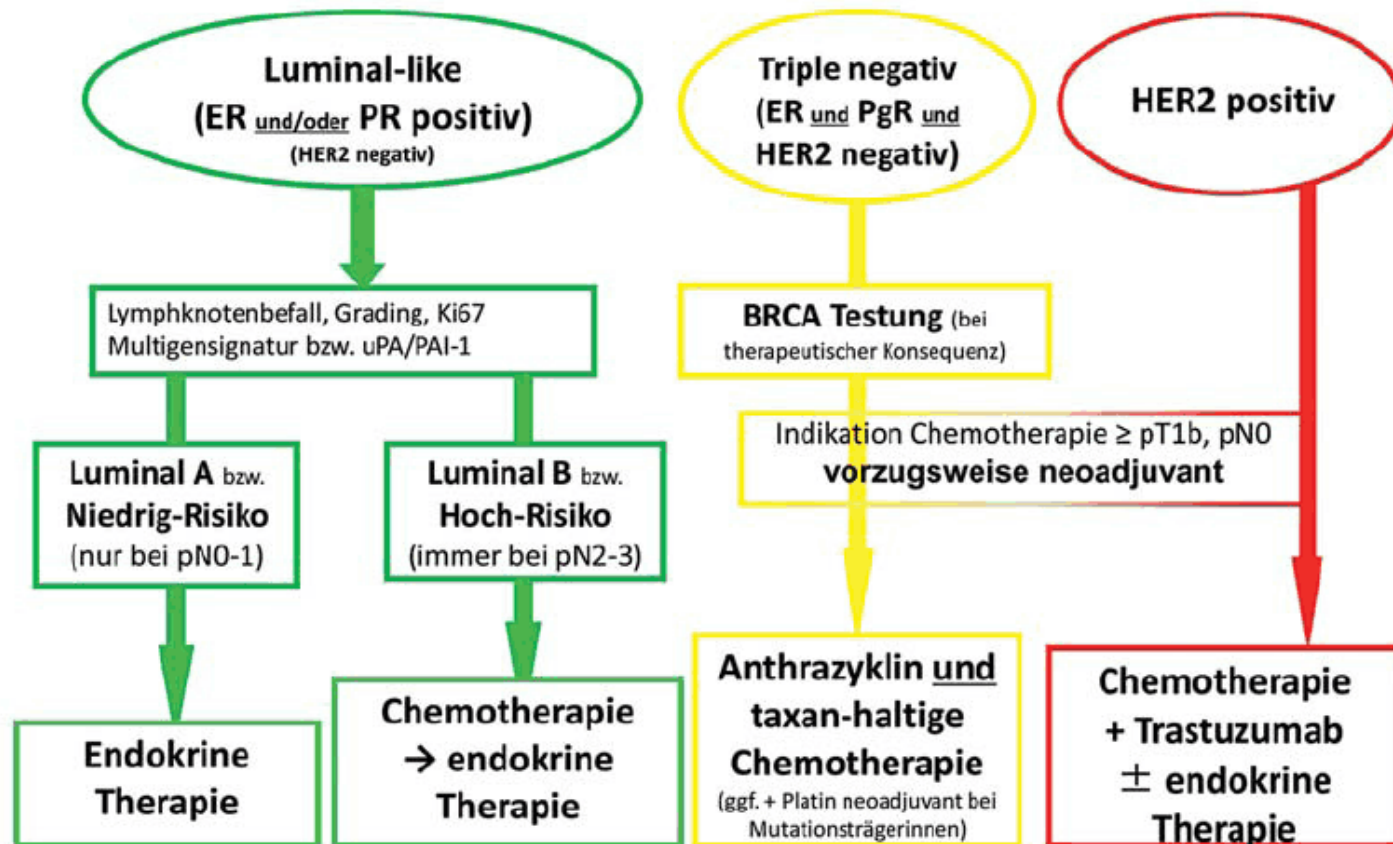 Luminal-like
(ER und/oder PR positiv)
(HER2 negativ)
Triple negativ
(ER und PgR und
HER2 negativ)
HER2 positiv
Lymphknotenbefall, Grading, Ki67
Multigensignatur bzw. uPA/PAI-1
BRCA Testung (bei
therapeutischer Konsequenz)
Indikation Chemotherapie ≥ pT1b, pN0
vorzugsweise neoadjuvant
Luminal A bzw.
Niedrig-Risiko
(nur bei pN0-1)
Luminal B bzw.
Hoch-Risiko
(immer bei pN2-3)
Endokrine
Therapie
Chemotherapie
→ endokrine
Therapie
Anthrazyklin und
taxan-haltige
Chemotherapie
(ggf. + Platin neoadjuvant bei
Mutationsträgerinnen)
Chemotherapie
+ Trastuzumab
± endokrine
Therapie